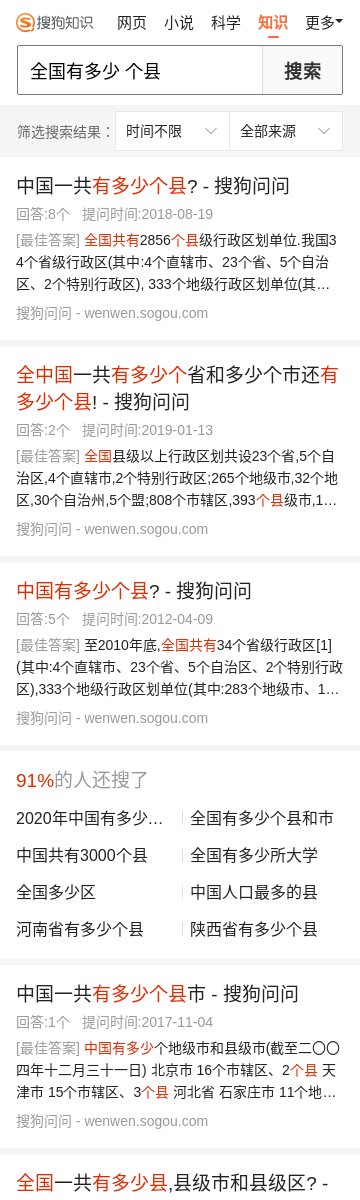 搜狗知识 网页 小说 科学 知识 更多
全国有多少 个县 搜索
筛选搜索结果： 时间不限 全部来源
中国一共有多少个县? - 搜狗问问
回答:8个 提问时间:2018-08-19
[最佳答案] 全国共有2856个县级行政区划单位.我国3
4个省级行政区(其中:4个直辖市、23个省、5个自治
区、2个特别行政区), 333个地级行政区划单位(其…
搜狗问问 - wenwen.sogou.com
全中国一共有多少个省和多少个市还有
多少个县! - 搜狗问问
回答:2个 提问时间:2019-01-13
[最佳答案] 全国县级以上行政区划共设23个省,5个自
治区,4个直辖市,2个特别行政区;265个地级市,32个地
区,30个自治州,5个盟;808个市辖区,393个县级市,1…
搜狗问问 - wenwen.sogou.com
中国有多少个县? - 搜狗问问
回答:5个 提问时间:2012-04-09
[最佳答案] 至2010年底,全国共有34个省级行政区[1]
(其中:4个直辖市、23个省、5个自治区、2个特别行政
区),333个地级行政区划单位(其中:283个地级市、1…
搜狗问问 - wenwen.sogou.com
91%的人还搜了
2020年中国有多少… 全国有多少个县和市
中国共有3000个县 全国有多少所大学
全国多少区 中国人口最多的县
河南省有多少个县 陕西省有多少个县
中国一共有多少个县市 - 搜狗问问
回答:1个 提问时间:2017-11-04
[最佳答案] 中国有多少个地级市和县级市(截至二〇〇
四年十二月三十一日) 北京市 16个市辖区、2个县 天
津市 15个市辖区、3个县 河北省 石家庄市 11个地…
搜狗问问 - wenwen.sogou.com
全国一共有多少县,县级市和县级区? -